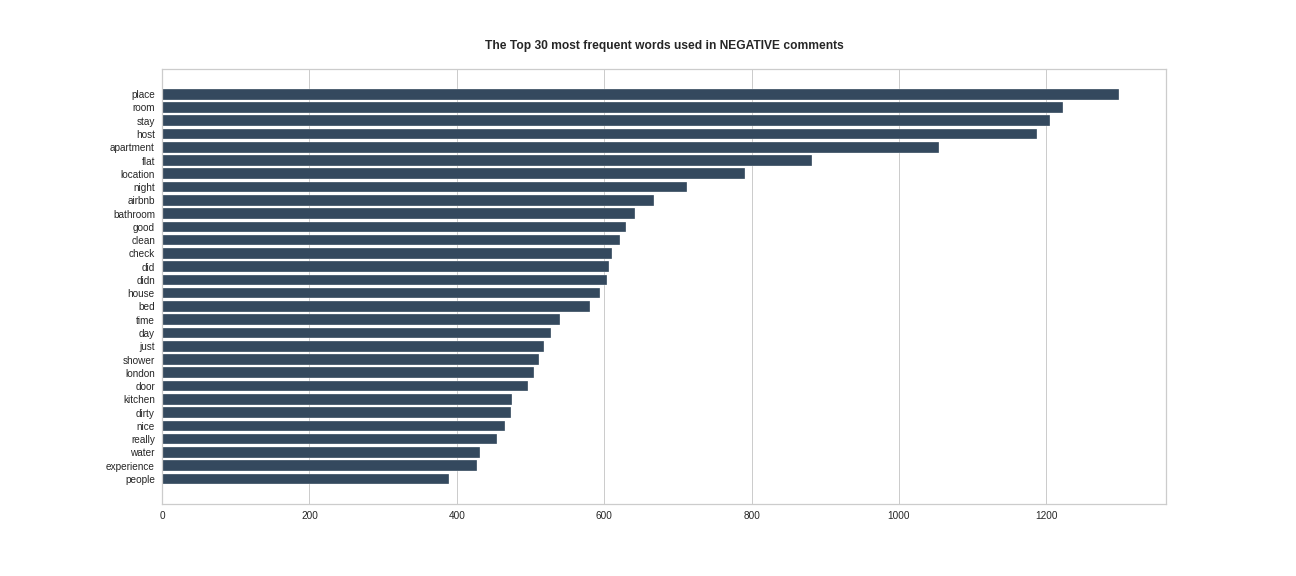 The Top 30 most frequent words used in NEGATIVE comments
place
room
stay
host
apartment
flat
location
night
airbnb
bathroom
good
clean
check
did
didn
house
bed
time
day
just
shower
london
door
kitchen
dirty
nice
really
water
experience
people
0 200 400 600 800 1000 1200